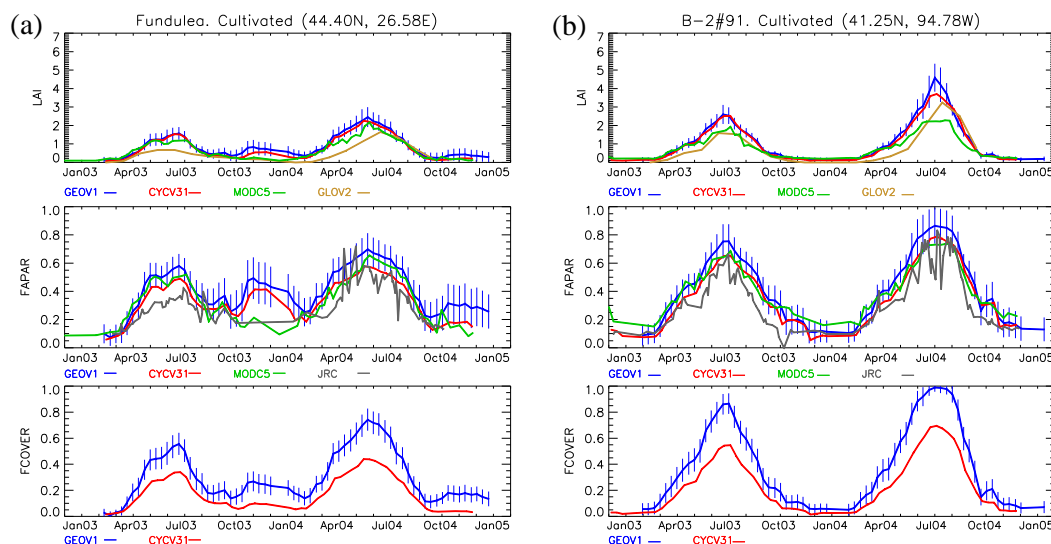 (a) Fundulea. Cultivated (44.40N, 26.58E)
7
6
5
4
3
2
1
0
LAI
Jan03 Apr03 Jul03 Oct03 Jan04 Apr04 Jul04 Oct04 Jan05
GEOV1 CYCV31 MODC5 GLOV2
1.0
0.8
0.6
0.4
0.2
0.0
FAPAR
Jan03 Apr03 Jul03 Oct03 Jan04 Apr04 Jul04 Oct04 Jan05
GEOV1 CYCV31 MODC5 JRC
1.0
0.8
0.6
0.4
0.2
0.0
FCOVER
Jan03 Apr03 Jul03 Oct03 Jan04 Apr04 Jul04 Oct04 Jan05
GEOV1 CYCV31
(b) B-2#91. Cultivated (41.25N, 94.78W)
7
6
5
4
3
2
1
0
LAI
Jan03 Apr03 Jul03 Oct03 Jan04 Apr04 Jul04 Oct04 Jan05
GEOV1 CYCV31 MODC5 GLOV2
1.0
0.8
0.6
0.4
0.2
0.0
FAPAR
Jan03 Apr03 Jul03 Oct03 Jan04 Apr04 Jul04 Oct04 Jan05
GEOV1 CYCV31 MODC5 JRC
1.0
0.8
0.6
0.4
0.2
0.0
FCOVER
Jan03 Apr03 Jul03 Oct03 Jan04 Apr04 Jul04 Oct04 Jan05
GEOV1 CYCV31